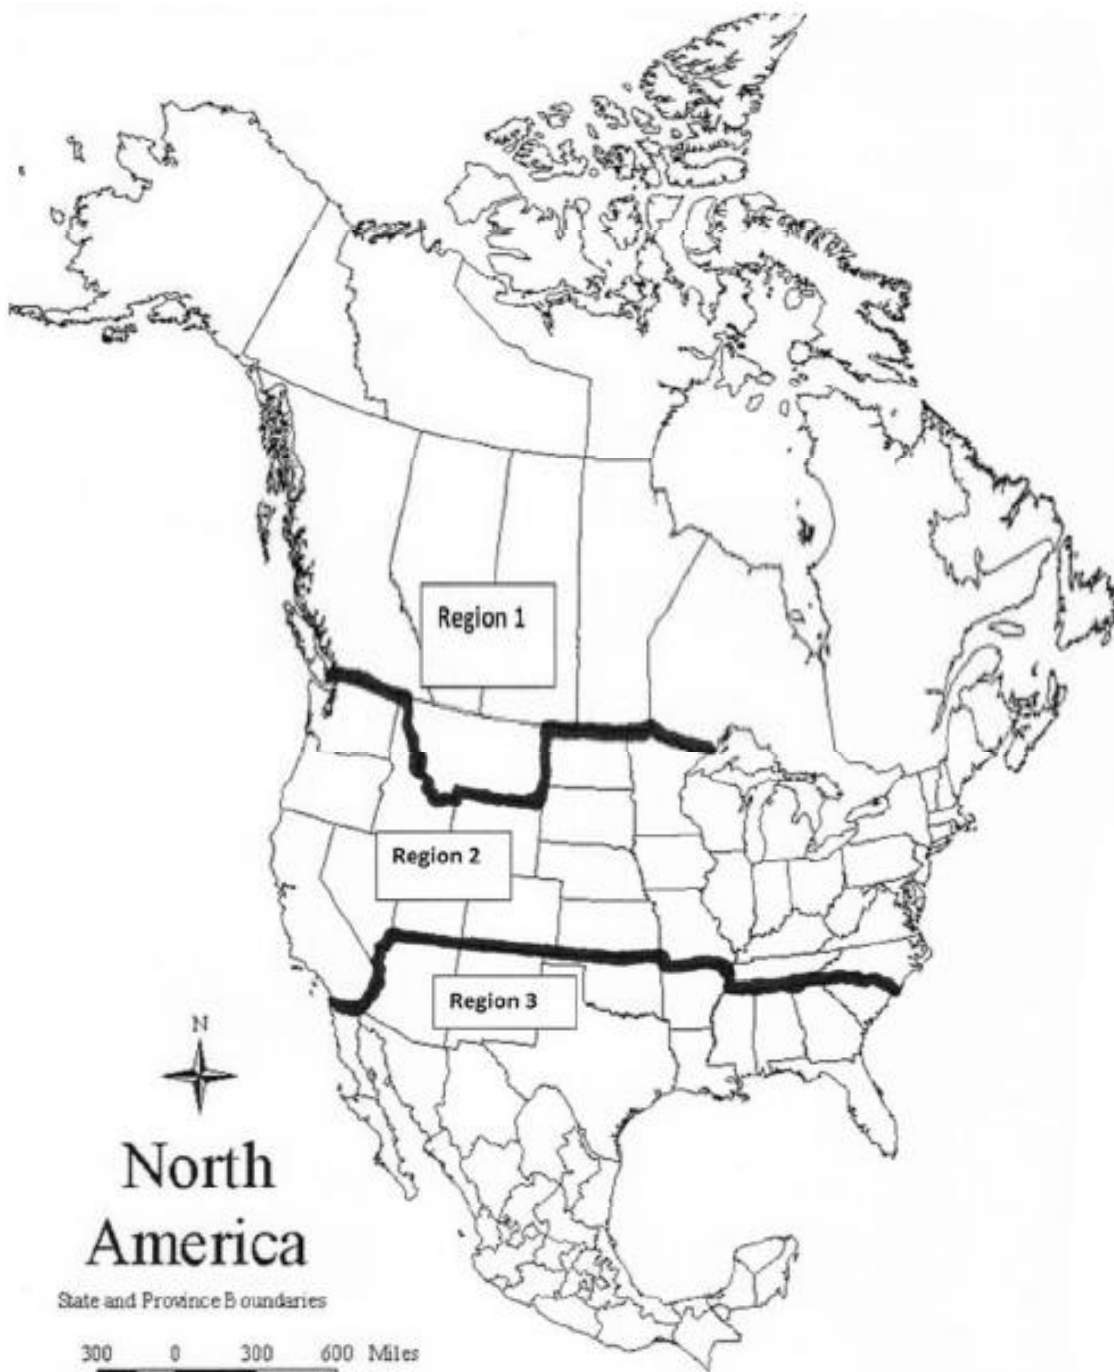 Region 1
Region 2
Region 3
N
North
America
State and Province Boundaries
300 0 300 600 Miles